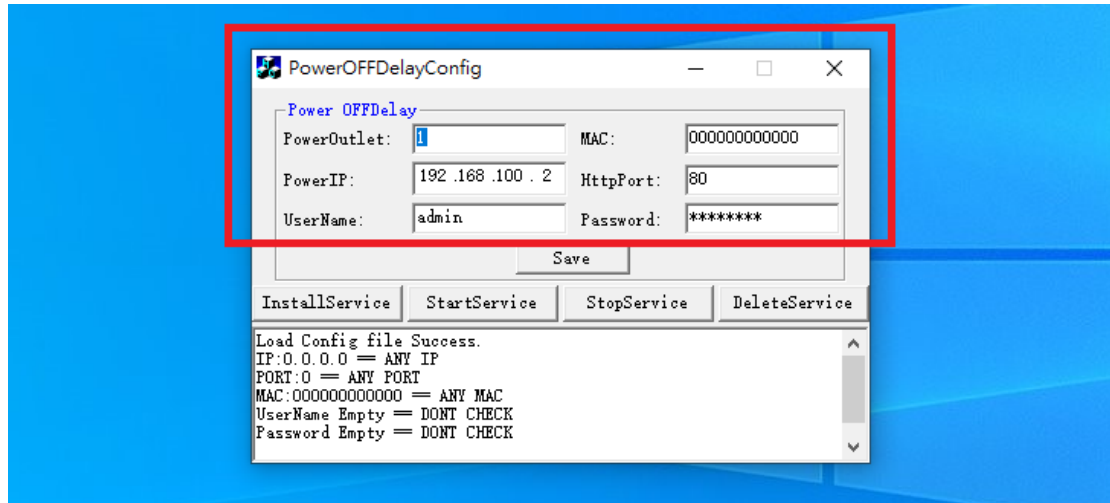 PowerOFFDelayConfig
Power OFFDelay
PowerOutlet: 1 MAC: 000000000000
PowerIP: 192 .168 .100 . 2 HttpPort: 80
UserName: admin Password: ********
Save
InstallService StartService StopService DeleteService
Load Config file Success.
IP:0.0.0.0 == ANY IP
PORT:0 == ANY PORT
MAC:000000000000 == ANY MAC
UserName Empty == DONT CHECK
Password Empty == DONT CHECK